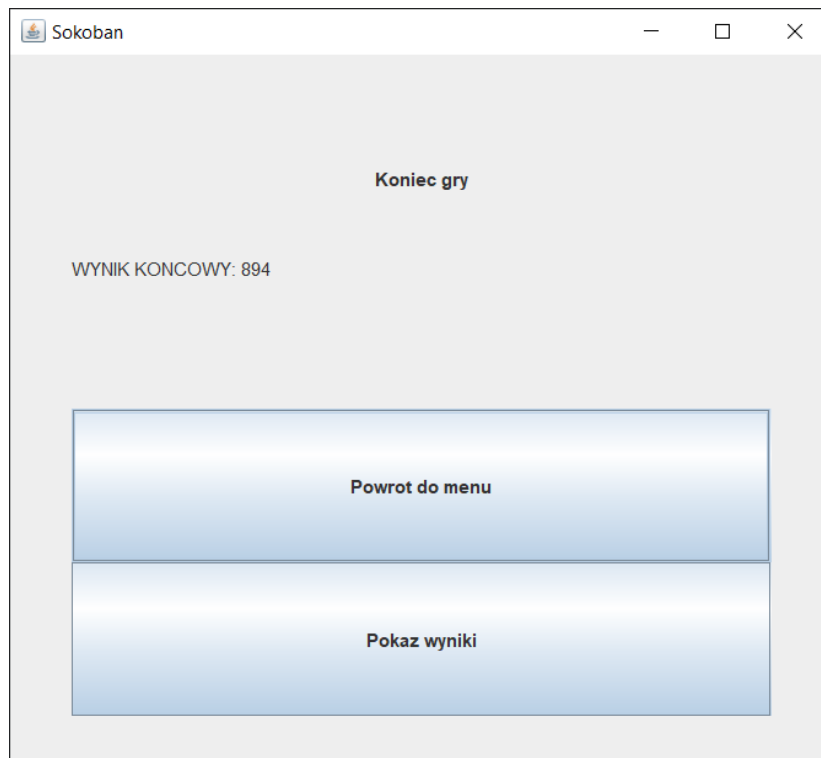 Sokoban
Koniec gry
WYNIK KONCOWY: 894
Powrot do menu
Pokaz wyniki